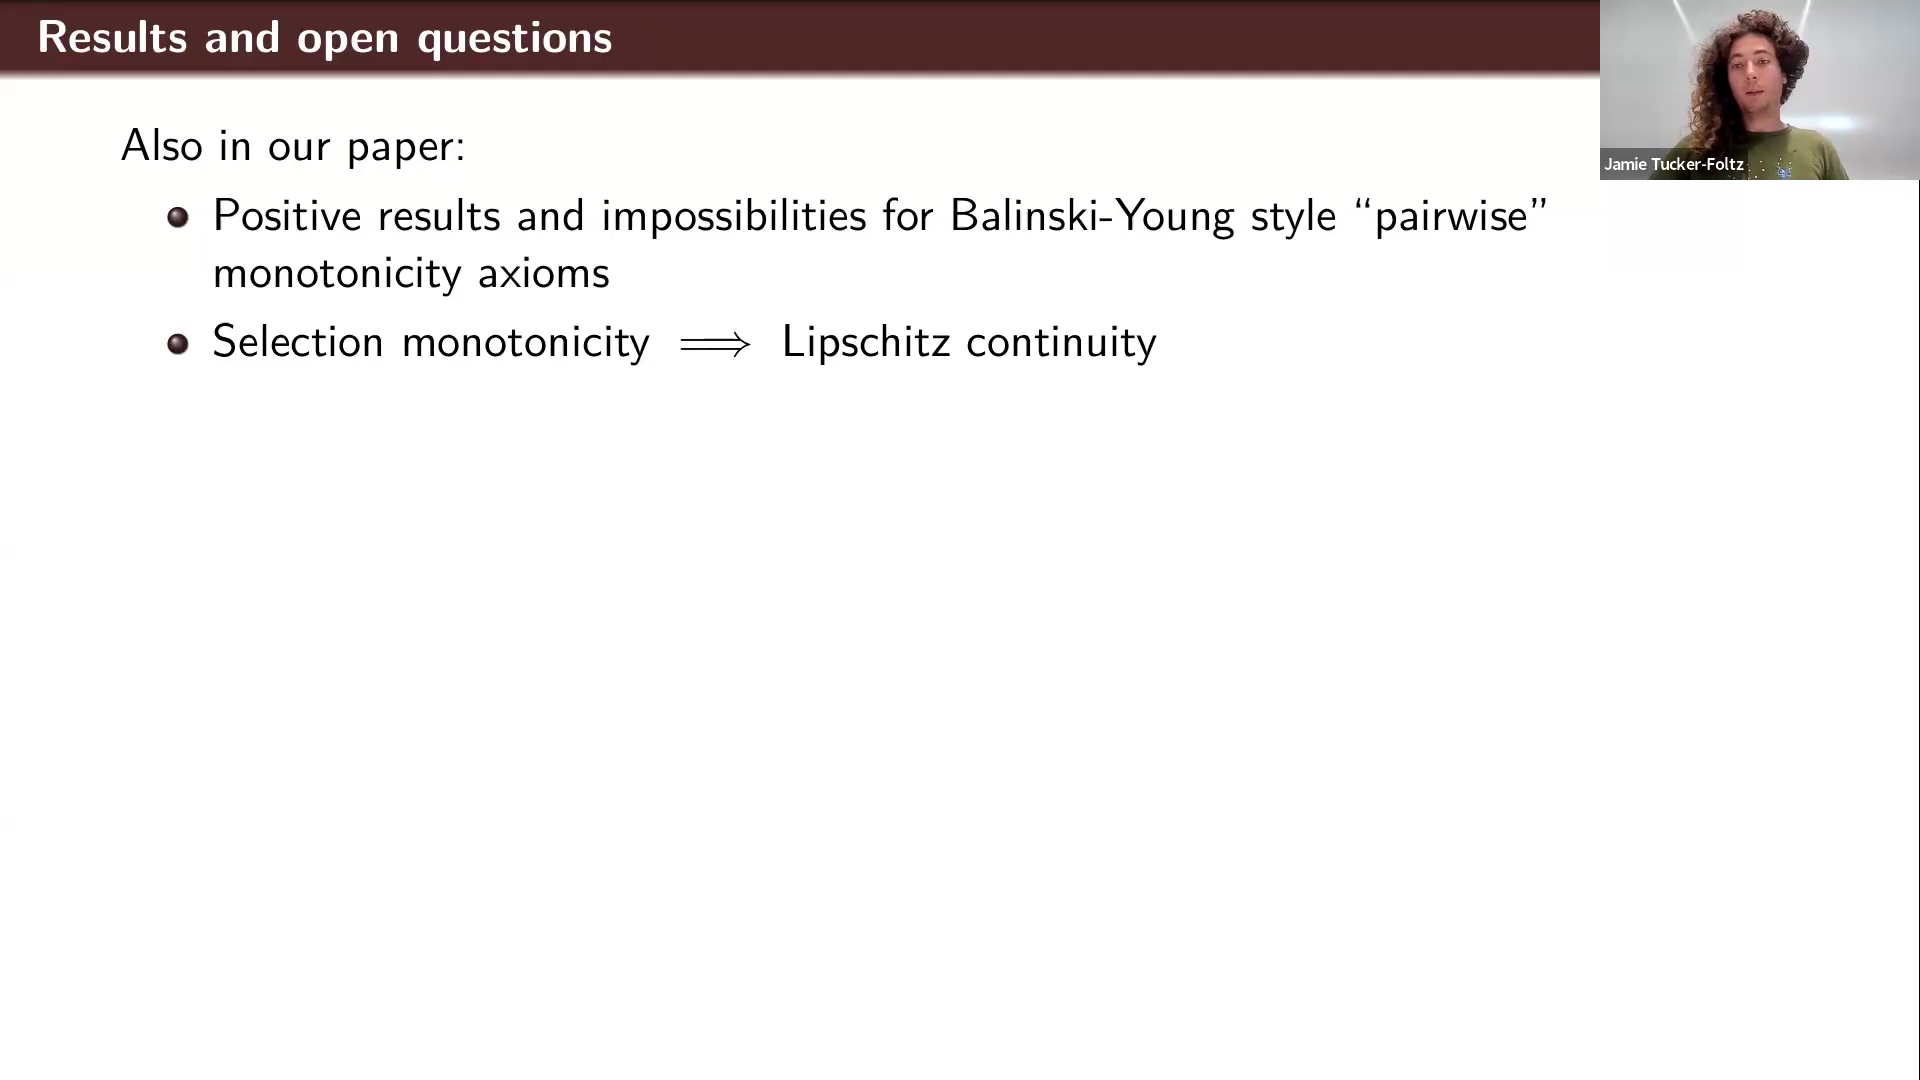 Results and open questions
Jamie Tucker-Foltz
Also in our paper:
Positive results and impossibilities for Balinski-Young style “pairwise”
monotonicity axioms
Selection monotonicity ⟹ Lipschitz continuity